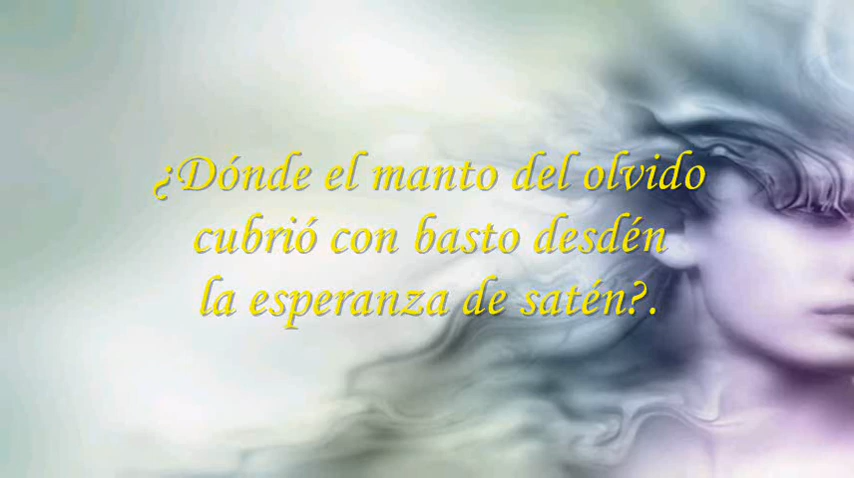 ¿Dónde el manto del olvido
cubrió con basto desdén
la esperanza de satén?.